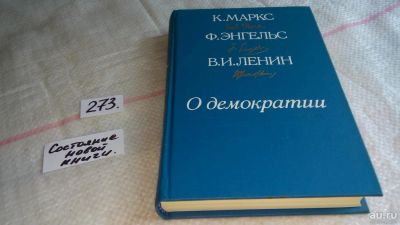 К. МАРКС
Ф. ЭНГЕЛЬС
В.И. ЛЕНИН
О демократии
273.
Состояние
новой
книги.
au.ru